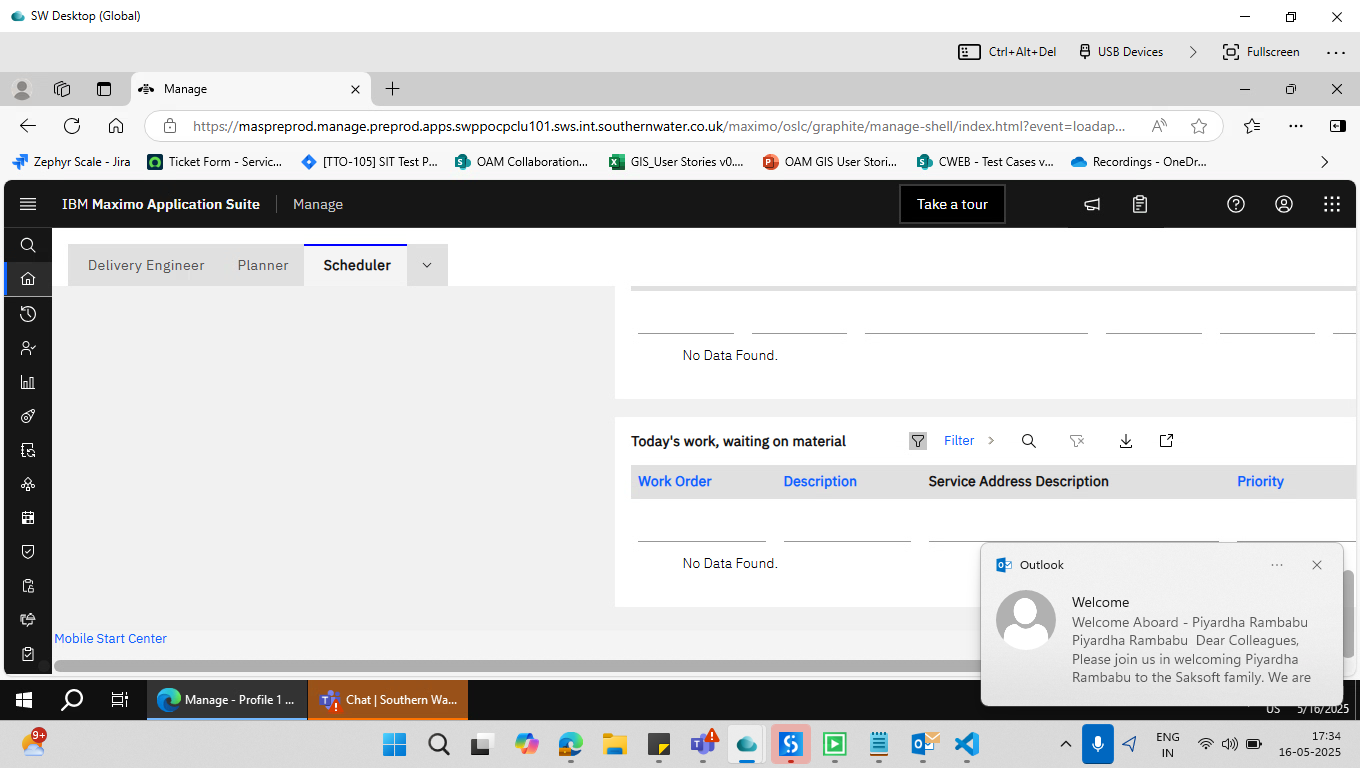 SW Desktop (Global)
Ctrl+Alt+Del
USB Devices
Fullscreen
Manage
https://maspreprod.manage.preprod.apps.swppocpclu101.sws.int.southernwater.co.uk/maximo/oslc/graphite/manage-shell/index.html?event=loadap...
Zephyr Scale - Jira
Ticket Form - Servic...
[TTO-105] SIT Test P...
OAM Collaboration...
GIS_User Stories v0....
OAM GIS User Stori...
CWEB - Test Cases v...
Recordings - OneDr...
IBM Maximo Application Suite
Manage
Take a tour
Delivery Engineer
Planner
Scheduler
No Data Found.
Today's work, waiting on material
Filter
Work Order
Description
Service Address Description
Priority
No Data Found.
Mobile Start Center
Outlook
Welcome
Welcome Aboard - Piyardha Rambabu
Piyardha Rambabu Dear Colleagues,
Please join us in welcoming Piyardha
Rambabu to the Saksoft family. We are
Manage - Profile 1 ...
Chat | Southern Wa...
US
5/16/2025
9+
ENG
IN
17:34
16-05-2025